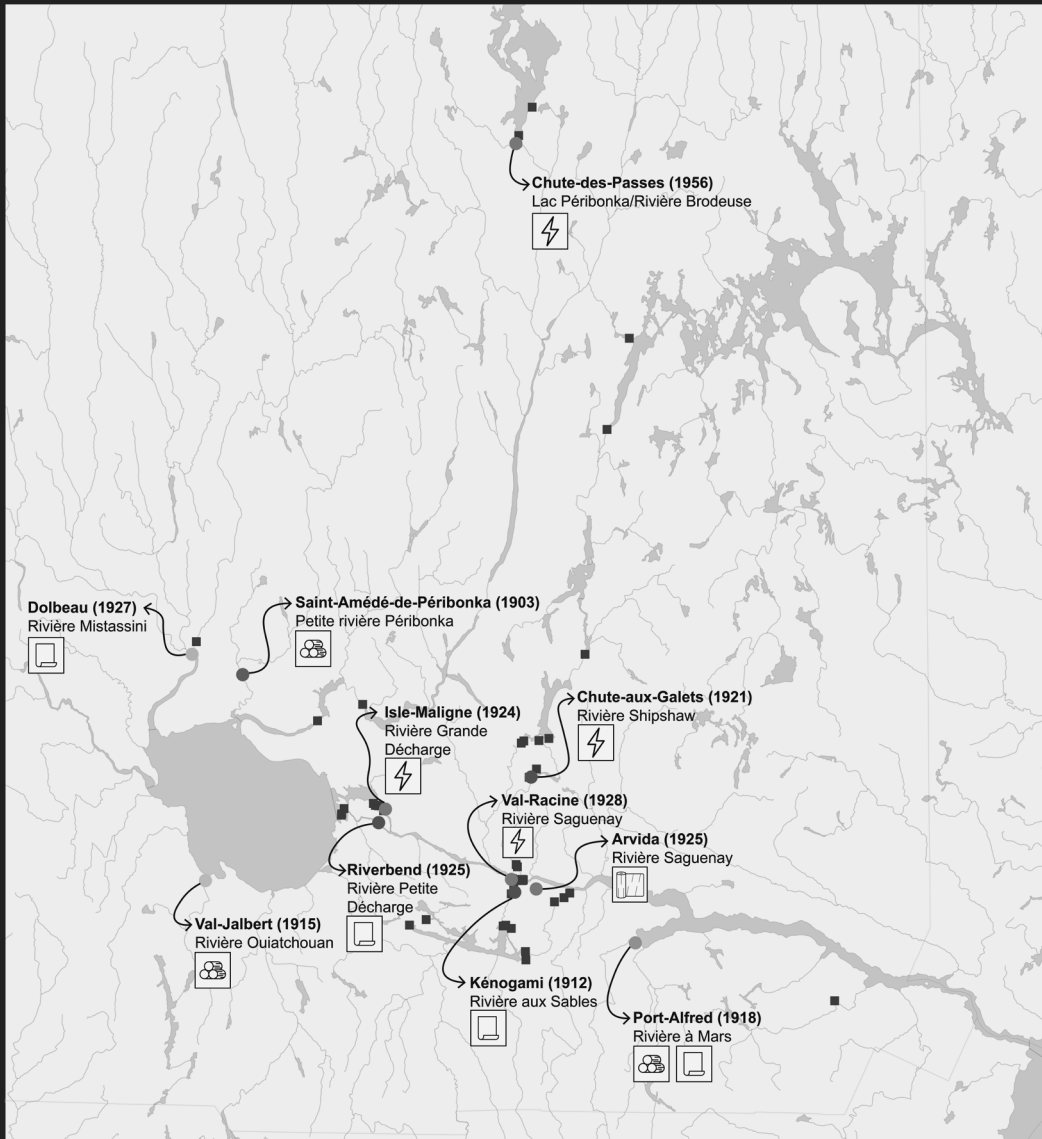 Chute-des-Passes (1956)
Lac Péribonka/Rivière Brodeuse
Dolbeau (1927)
Rivière Mistassini
Saint-Amédé-de-Péribonka (1903)
Petite rivière Péribonka
Isle-Maligne (1924)
Rivière Grande
Décharge
Chute-aux-Galets (1921)
Rivière Shipshaw
Val-Racine (1928)
Rivière Saguenay
Arvida (1925)
Rivière Saguenay
Riverbend (1925)
Rivière Petite
Décharge
Val-Jalbert (1915)
Rivière Ouiatchouan
Kénogami (1912)
Rivière aux Sables
Port-Alfred (1918)
Rivière à Mars